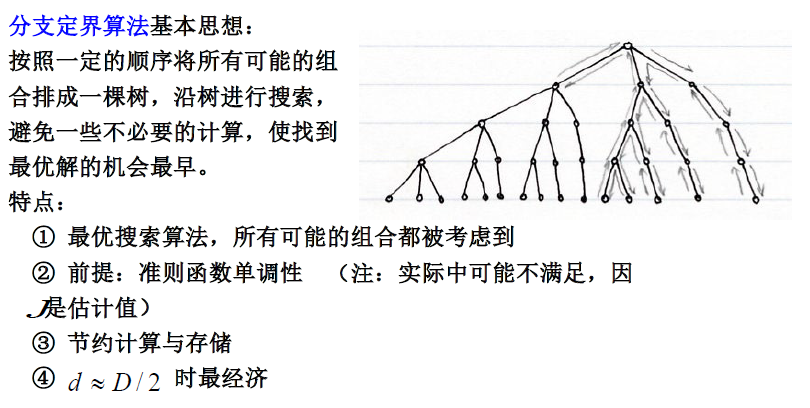 分支定界算法基本思想：
按照一定的顺序将所有可能的组
合排成一棵树，沿树进行搜索，
避免一些不必要的计算，使找到
最优解的机会最早。
特点：
① 最优搜索算法，所有可能的组合都被考虑到
② 前提：准则函数单调性 （注：实际中可能不满足，因
J是估计值）
③ 节约计算与存储
④ d ≈ D/2 时最经济